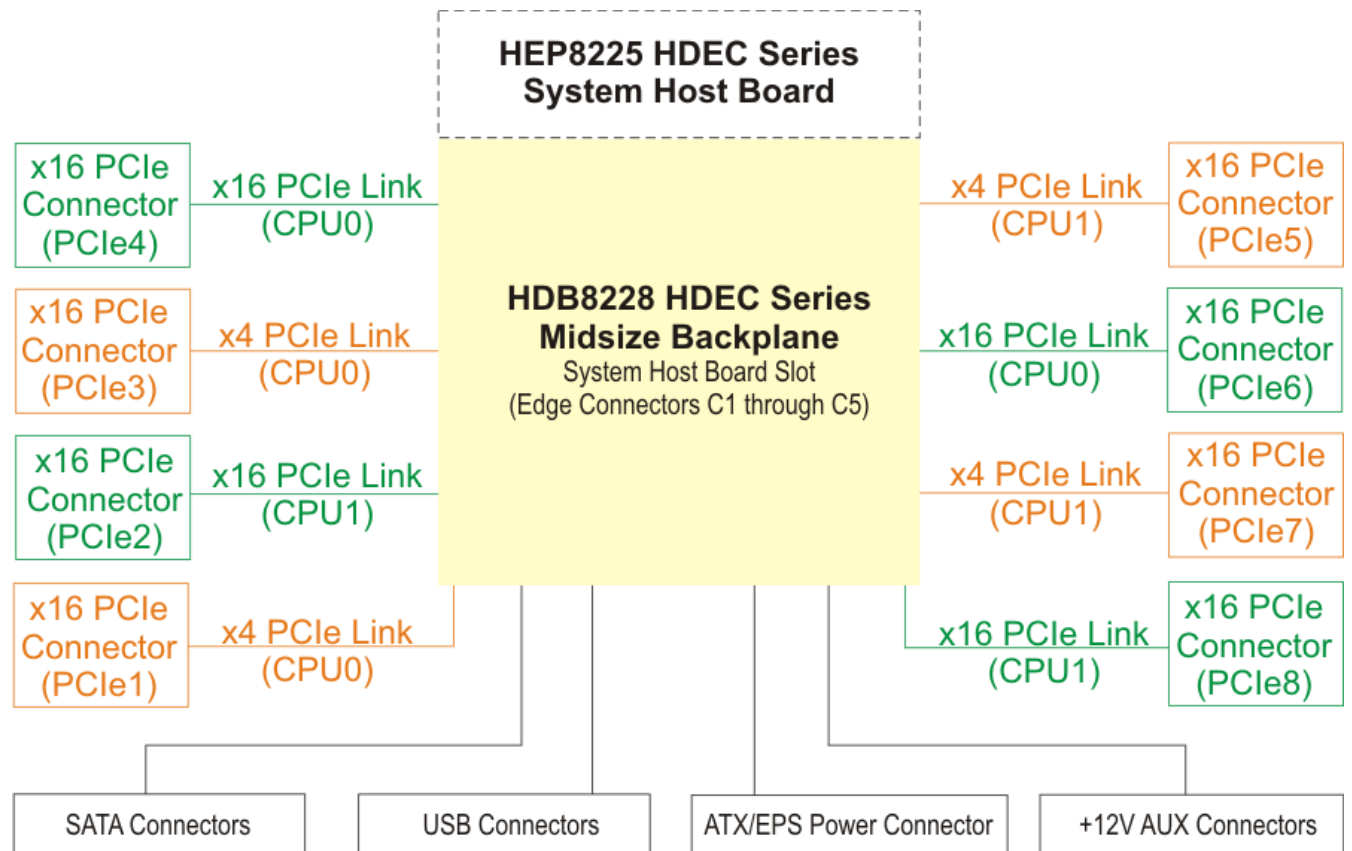 HEP8225 HDEC Series
System Host Board
x16 PCIe
Connector
(PCIe4)
x16 PCIe Link
(CPU0)
x16 PCIe
Connector
(PCIe3)
x4 PCIe Link
(CPU0)
x16 PCIe
Connector
(PCIe2)
x16 PCIe Link
(CPU1)
x16 PCIe
Connector
(PCIe1)
x4 PCIe Link
(CPU0)
HDB8228 HDEC Series
Midsize Backplane
System Host Board Slot
(Edge Connectors C1 through C5)
x4 PCIe Link
(CPU1)
x16 PCIe
Connector
(PCIe5)
x16 PCIe Link
(CPU0)
x16 PCIe
Connector
(PCIe6)
x4 PCIe Link
(CPU1)
x16 PCIe
Connector
(PCIe7)
x16 PCIe Link
(CPU1)
x16 PCIe
Connector
(PCIe8)
SATA Connectors
USB Connectors
ATX/EPS Power Connector
+12V AUX Connectors